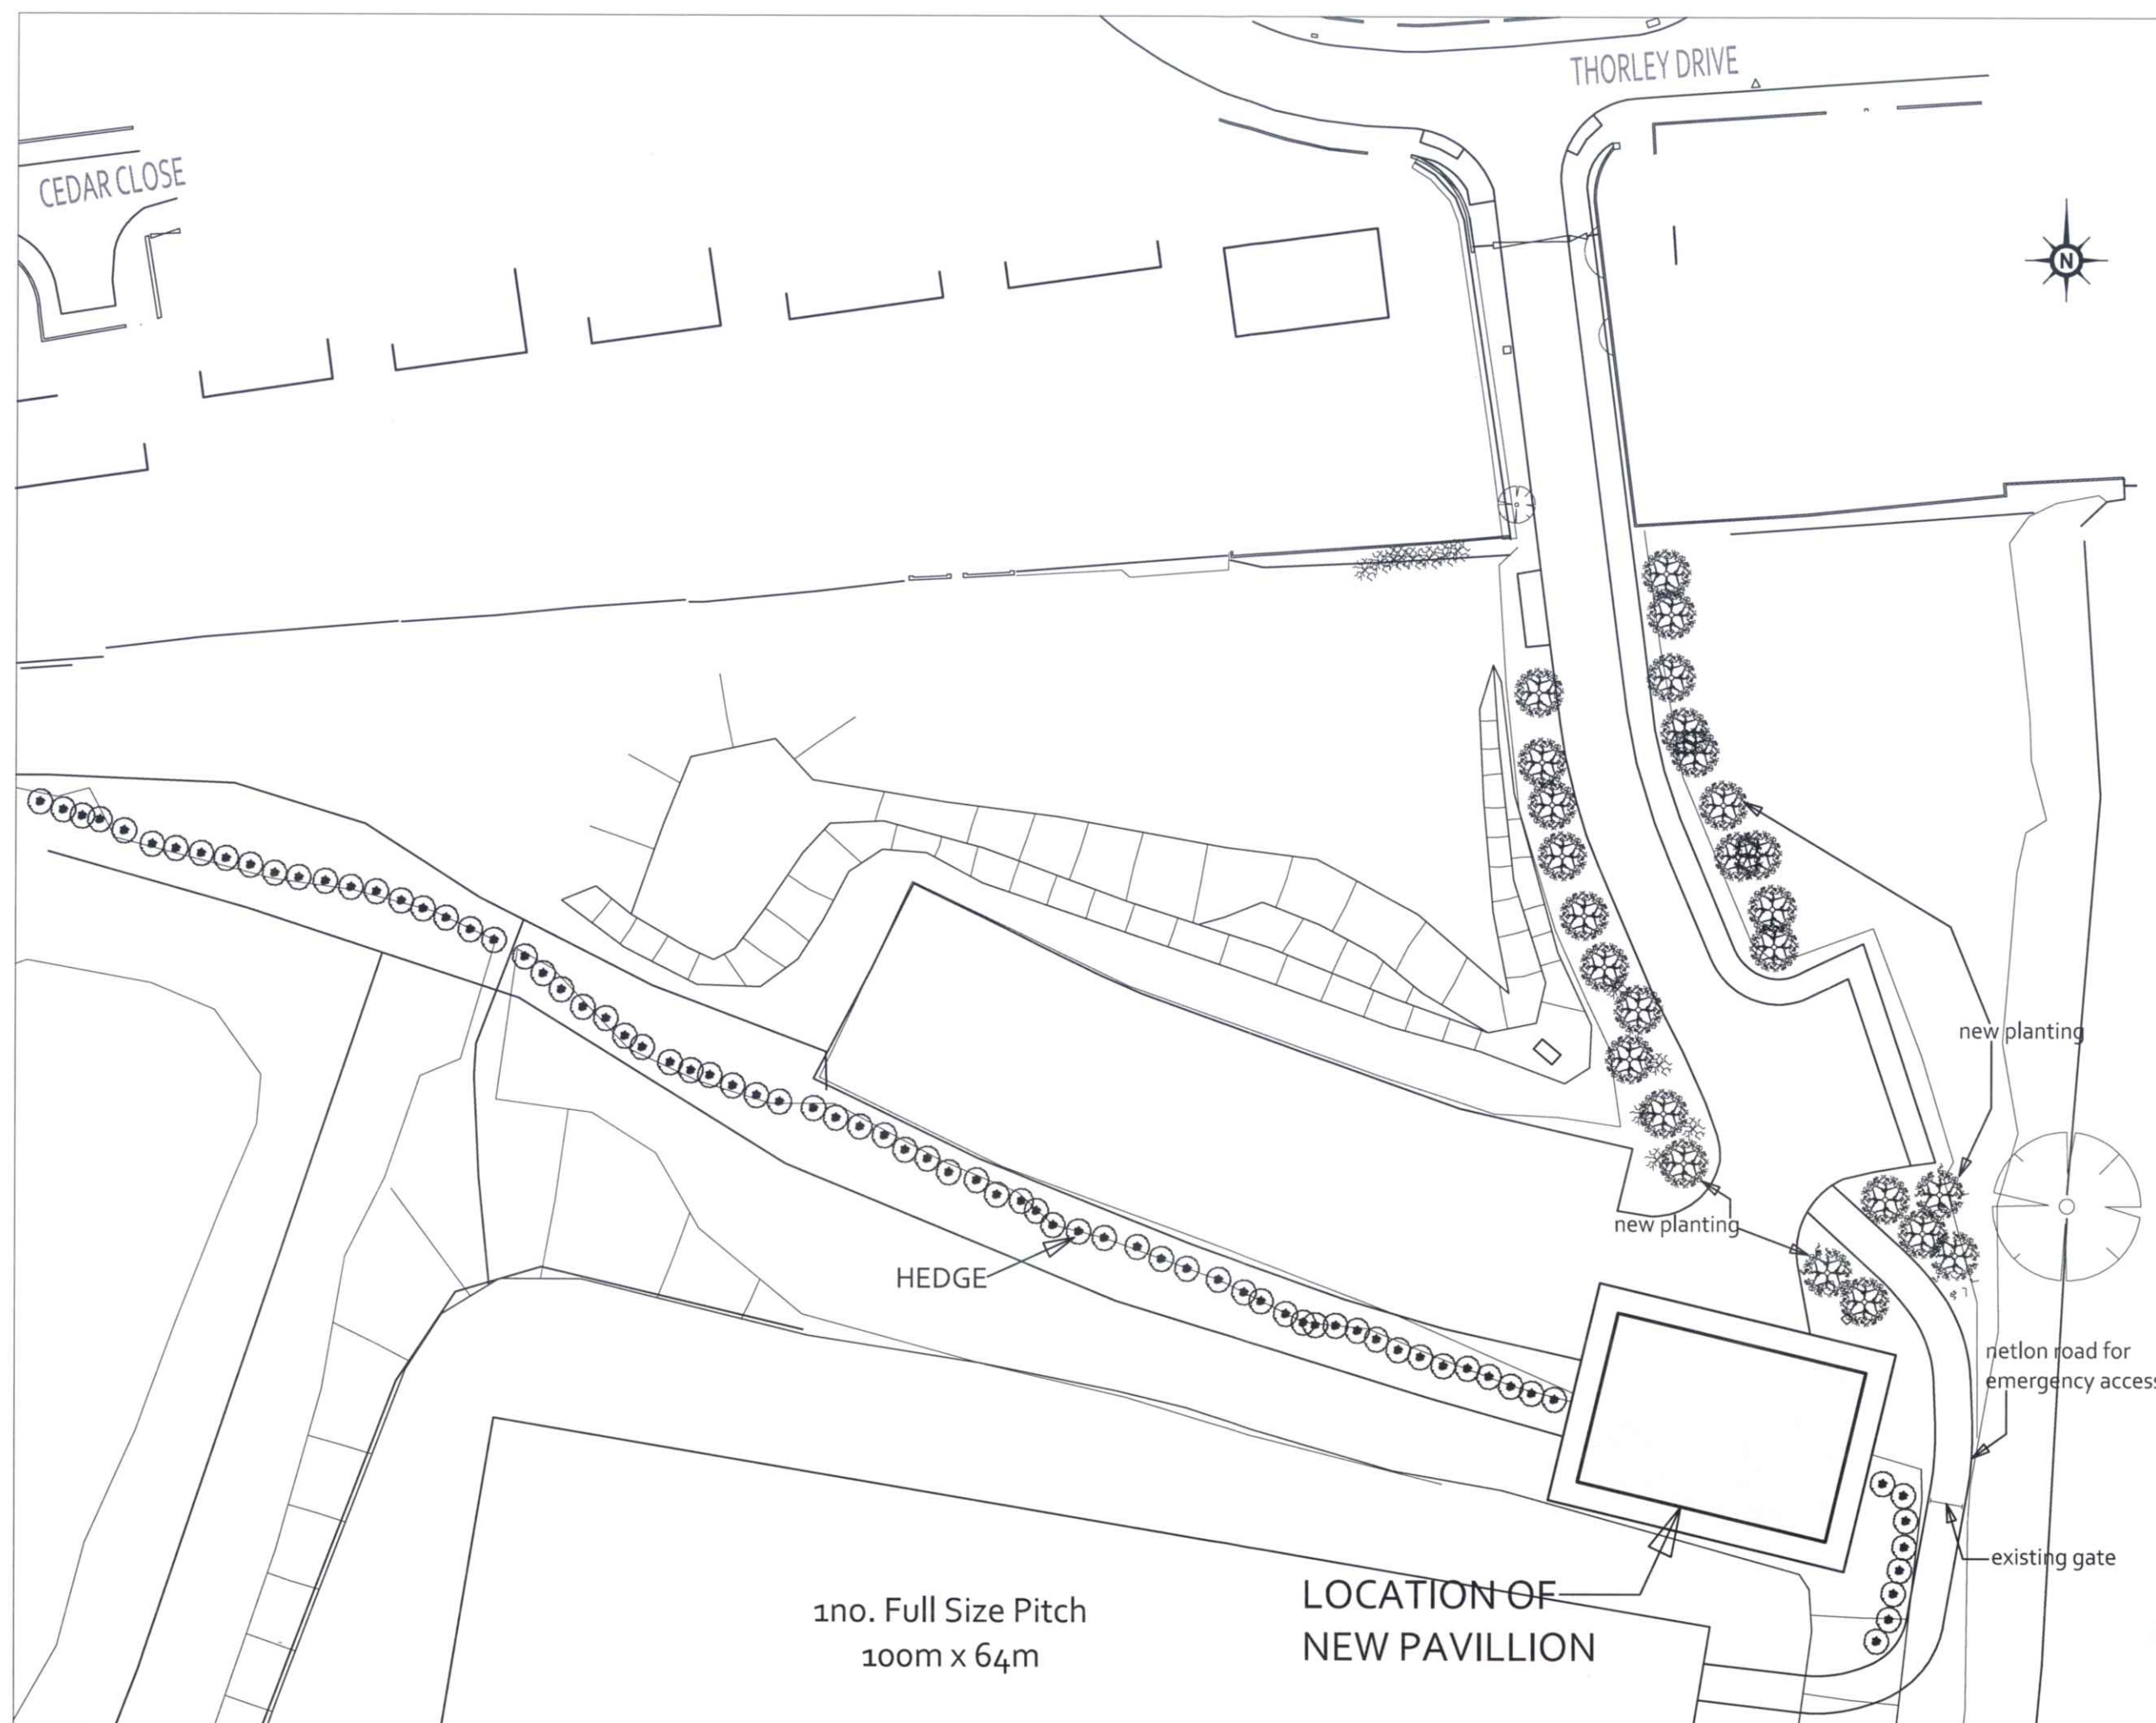 THORLEY DRIVE
CEDAR CLOSE
N
new planting
new planting
HEDGE
netlon road for
emergency access
existing gate
1no. Full Size Pitch
100m x 64m
LOCATION OF
NEW PAVILLION